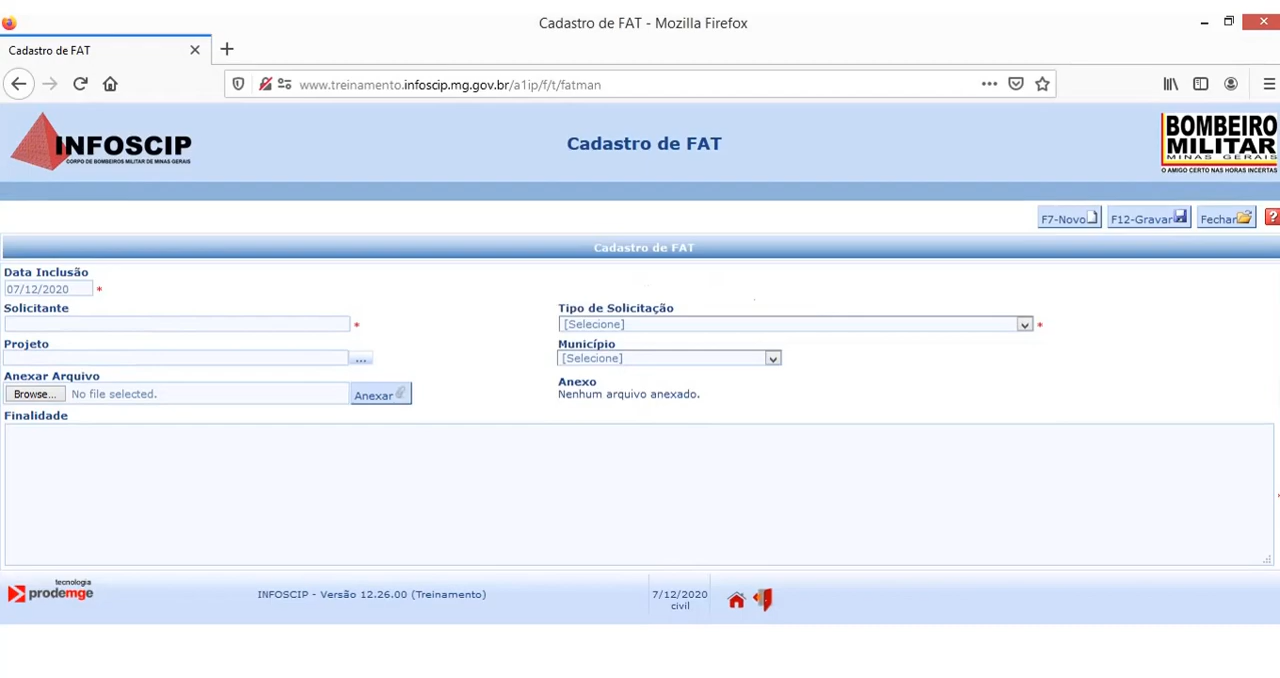 Cadastro de FAT - Mozilla Firefox
Cadastro de FAT
www.treinamento.infoscip.mg.gov.br/a1ip/f/t/fatman
INFOSCIP
CORPO DE BOMBEIROS MILITAR DE MINAS GERAIS
Cadastro de FAT
BOMBEIRO
MILITAR
MINAS GERAIS
O AMIGO CERTO NAS HORAS INCERTAS
F7-Novo F12-Gravar Fechar ?
Cadastro de FAT
Data Inclusão
07/12/2020 *
Solicitante Tipo de Solicitação
* [Selecione] *
Projeto Município
... [Selecione]
Anexar Arquivo Anexo
Browse... No file selected. Anexar Nenhum arquivo anexado.
Finalidade
*
tecnologia
prodemge
INFOSCIP - Versão 12.26.00 (Treinamento) 7/12/2020
civil